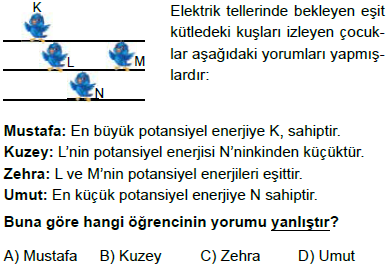 K
L
M
N
Elektrik tellerinde bekleyen eşit
kütledeki kuşları izleyen çocuk-
lar aşağıdaki yorumları yapmış-
lardır:
Mustafa: En büyük potansiyel enerjiye K, sahiptir.
Kuzey: L'nin potansiyel enerjisi N'ninkinden küçüktür.
Zehra: L ve M'nin potansiyel enerjileri eşittir.
Umut: En küçük potansiyel enerjiye N sahiptir.
Buna göre hangi öğrencinin yorumu yanlıştır?
A) Mustafa B) Kuzey C) Zehra D) Umut